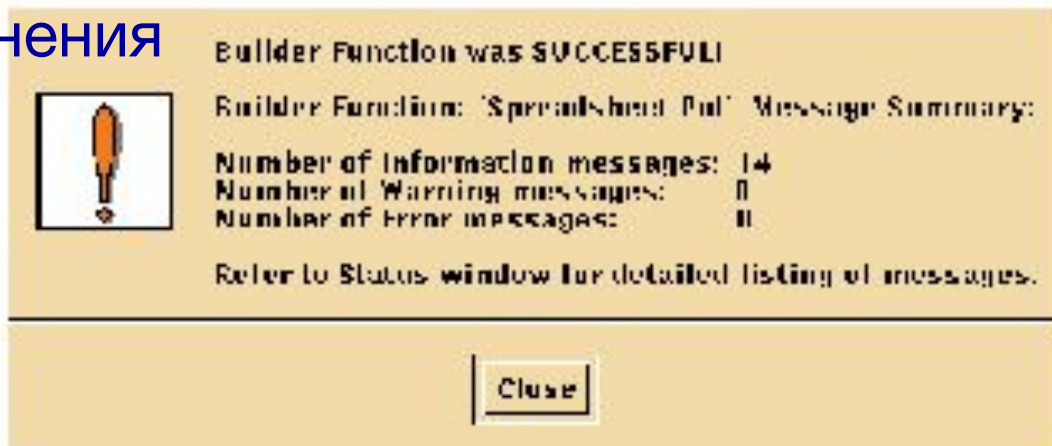 нения
Builder Function was SUCCESSFUL!
Builder Function: 'Spreadsheet Put' Message Summary:
Number of Information messages: 14
Number of Warning messages: 0
Number of Error messages: 0
Refer to Status window for detailed listing of messages.
Close